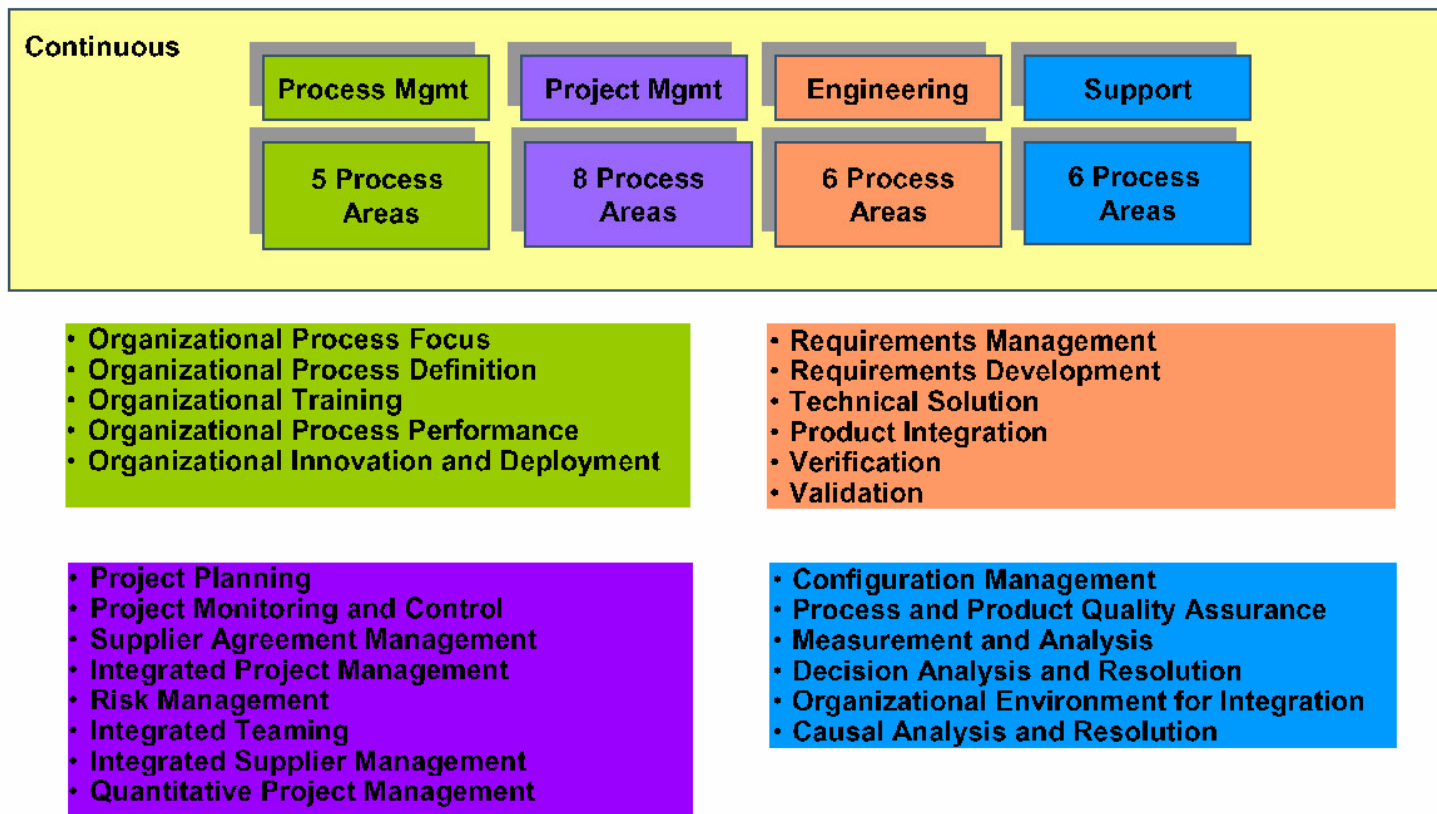 Continuous
Process Mgmt
Project Mgmt
Engineering
Support
5 Process
Areas
8 Process
Areas
6 Process
Areas
6 Process
Areas
• Organizational Process Focus
• Organizational Process Definition
• Organizational Training
• Organizational Process Performance
• Organizational Innovation and Deployment
• Requirements Management
• Requirements Development
• Technical Solution
• Product Integration
• Verification
• Validation
• Project Planning
• Project Monitoring and Control
• Supplier Agreement Management
• Integrated Project Management
• Risk Management
• Integrated Teaming
• Integrated Supplier Management
• Quantitative Project Management
• Configuration Management
• Process and Product Quality Assurance
• Measurement and Analysis
• Decision Analysis and Resolution
• Organizational Environment for Integration
• Causal Analysis and Resolution